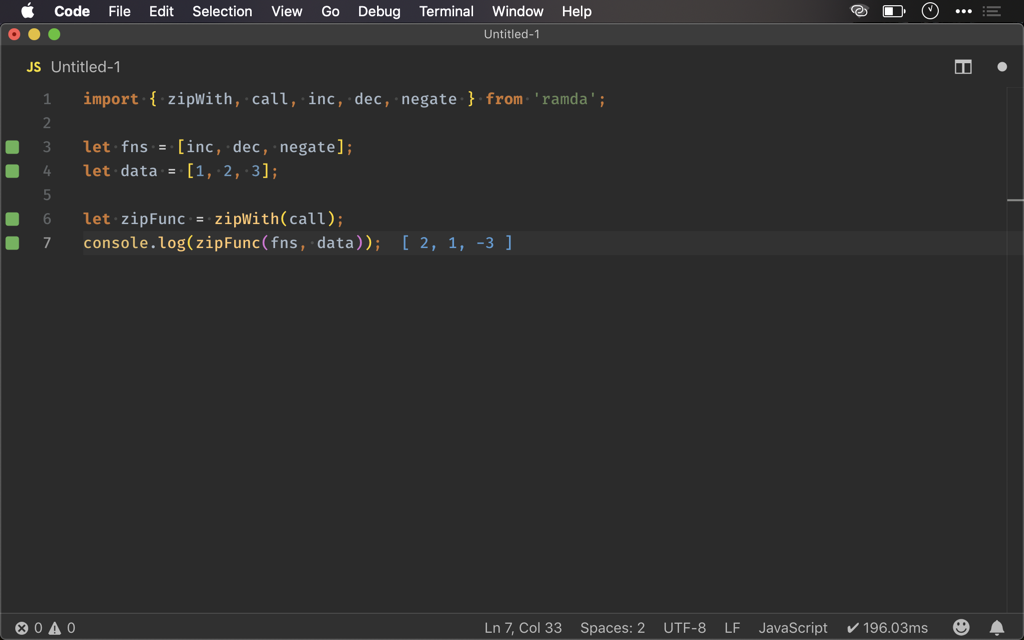 Code File Edit Selection View Go Debug Terminal Window Help
Untitled-1
JS Untitled-1
1 import { zipWith, call, inc, dec, negate } from 'ramda';
2
3 let fns = [inc, dec, negate];
4 let data = [1, 2, 3];
5
6 let zipFunc = zipWith(call);
7 console.log(zipFunc(fns, data)); [ 2, 1, -3 ]
0 0 Ln 7, Col 33 Spaces: 2 UTF-8 LF JavaScript ✔ 196.03ms